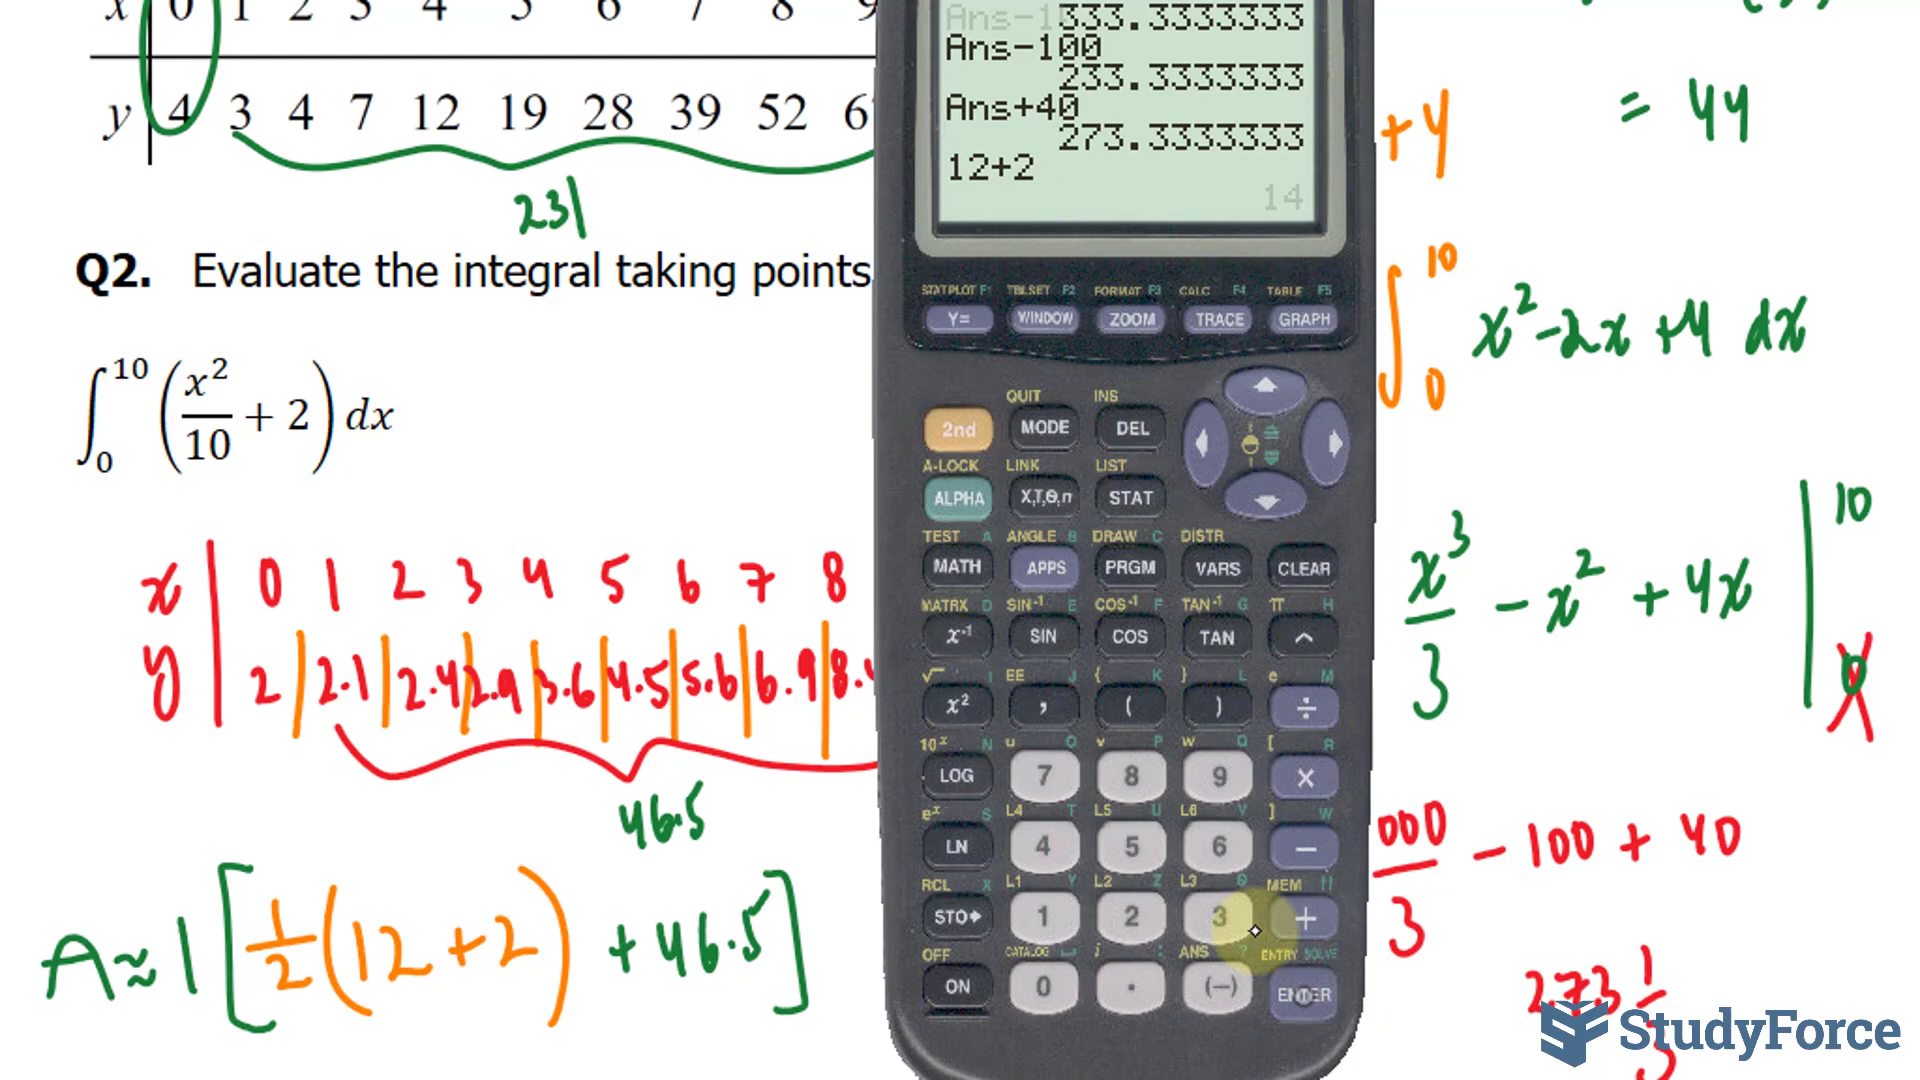 x 0 1 2 3 4 5 6 7 8 9
y 4 3 4 7 12 19 28 39 52 6
231
Q2. Evaluate the integral taking points
∫₀¹⁰ (x²/10 + 2) dx
x 0 1 2 3 4 5 6 7 8
y 2 2.1 2.4 2.9 3.6 4.5 5.6 6.9 8.4
46.5
A ≈ 1 [ 1/2 (12 + 2) + 46.5 ]
333.3333333
Ans-100
233.3333333
Ans+40
273.3333333
12+2
14
STAT PLOT F1 TBLSET F2 FORMAT F3 CALC F4 TABLE F5
Y= WINDOW ZOOM TRACE GRAPH
QUIT INS
2nd MODE DEL
A-LOCK LINK LIST
ALPHA X,T,Θ,n STAT
TEST A ANGLE B DRAW C DISTR
MATH APPS PRGM VARS CLEAR
MATRX D SIN⁻¹ E COS⁻¹ F TAN⁻¹ G π H
x⁻¹ SIN COS TAN ^
√ I EE J { K } L e M
x² , ( ) ÷
10ˣ N u O v P w Q [ R
LOG 7 8 9 ×
eˣ S L4 T L5 U L6 V ] W
LN 4 5 6 −
RCL X L1 Y L2 Z L3 θ MEM "
STO➧ 1 2 3 +
OFF CATALOG i : ANS ? ENTRY SOLVE
ON 0 . (−) ENTER
+4
= 44
∫₀¹⁰ x² - 2x + 4 dx
x³/3 - x² + 4x |₀¹⁰
000/3 - 100 + 40
273 1/3
StudyForce